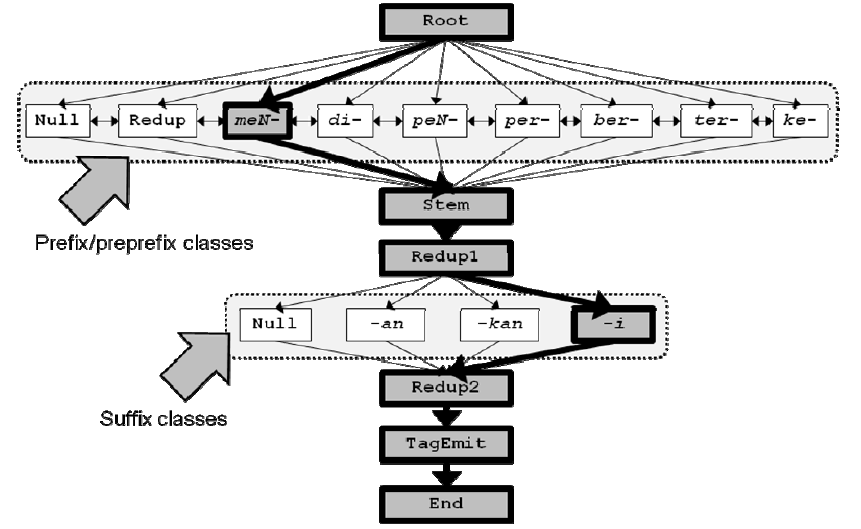 Root
Null Redup meN- di- peN- per- ber- ter- ke-
Stem
Prefix/preprefix classes
Redup1
Null -an -kan -i
Redup2
Suffix classes
TagEmit
End